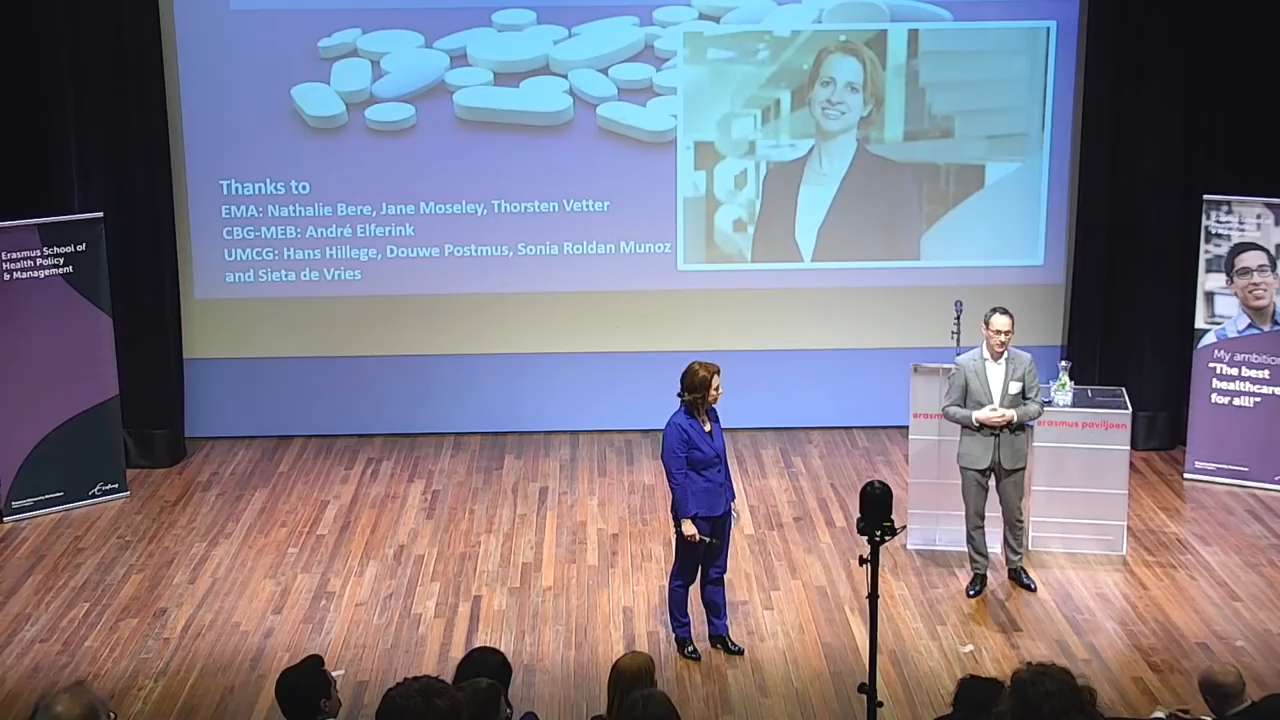 Thanks to
EMA: Nathalie Bere, Jane Moseley, Thorsten Vetter
CBG-MEB: André Elferink
UMCG: Hans Hillege, Douwe Postmus, Sonia Roldan Munoz
and Sieta de Vries
Erasmus School of
Health Policy
& Management
Erasmus
erasm
erasmus paviljoen
My ambition
"The best
healthcare
for all!"